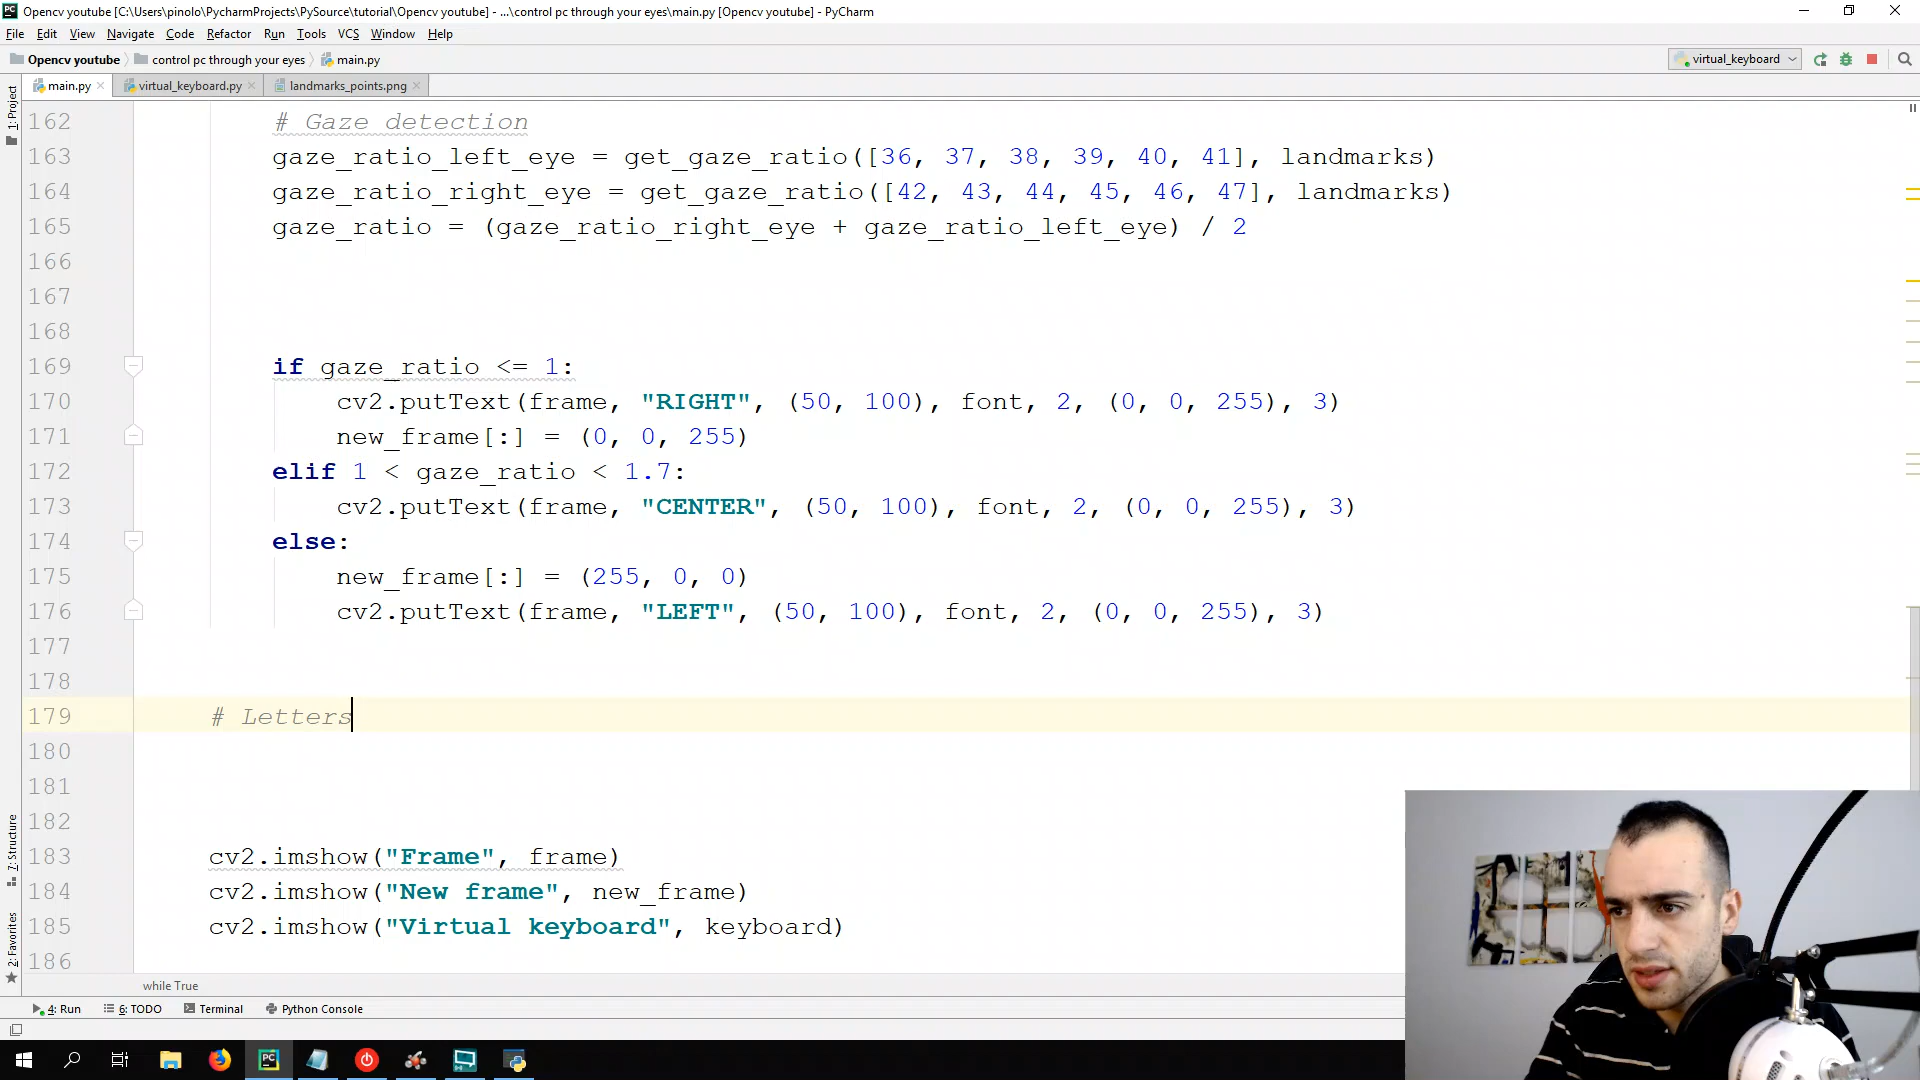 Opencv youtube [C:\Users\pinolo\PycharmProjects\PySource\tutorial\Opencv youtube] - ...\control pc through your eyes\main.py [Opencv youtube] - PyCharm
File Edit View Navigate Code Refactor Run Tools VCS Window Help
Opencv youtube control pc through your eyes main.py virtual_keyboard
main.py virtual_keyboard.py landmarks_points.png
1: Project
7: Structure
2: Favorites
162 # Gaze detection
163 gaze_ratio_left_eye = get_gaze_ratio([36, 37, 38, 39, 40, 41], landmarks)
164 gaze_ratio_right_eye = get_gaze_ratio([42, 43, 44, 45, 46, 47], landmarks)
165 gaze_ratio = (gaze_ratio_right_eye + gaze_ratio_left_eye) / 2
166
167
168
169 if gaze_ratio <= 1:
170 cv2.putText(frame, "RIGHT", (50, 100), font, 2, (0, 0, 255), 3)
171 new_frame[:] = (0, 0, 255)
172 elif 1 < gaze_ratio < 1.7:
173 cv2.putText(frame, "CENTER", (50, 100), font, 2, (0, 0, 255), 3)
174 else:
175 new_frame[:] = (255, 0, 0)
176 cv2.putText(frame, "LEFT", (50, 100), font, 2, (0, 0, 255), 3)
177
178
179 # Letters
180
181
182
183 cv2.imshow("Frame", frame)
184 cv2.imshow("New frame", new_frame)
185 cv2.imshow("Virtual keyboard", keyboard)
186
while True
4: Run 6: TODO Terminal Python Console